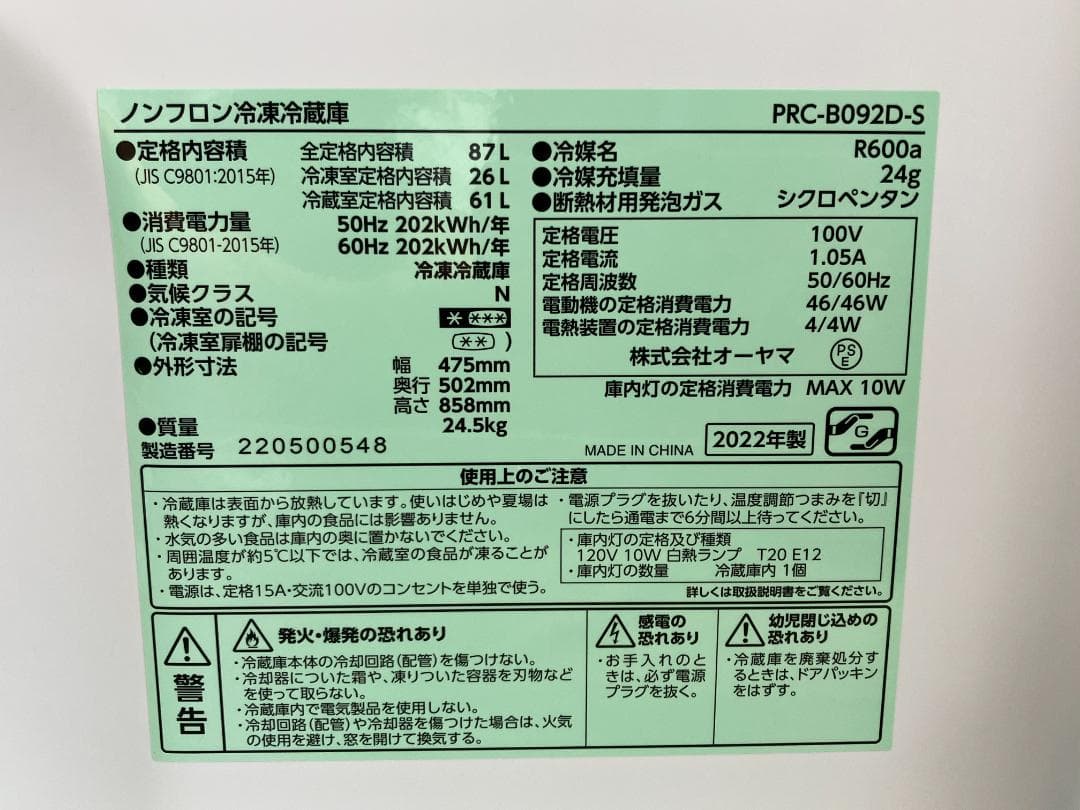 ノンフロン冷凍冷蔵庫
PRC-B092D-S
●定格内容積 全定格内容積 87L
(JIS C9801:2015年) 冷凍室定格内容積 26L
冷蔵室定格内容積 61L
●消費電力量 50Hz 202kWh/年
(JIS C9801-2015年) 60Hz 202kWh/年
●種類 冷凍冷蔵庫
●気候クラス N
●冷凍室の記号 * ***
(冷凍室扉棚の記号 ** )
●外形寸法 幅 475mm
奥行 502mm
高さ 858mm
●質量 24.5kg
製造番号 220500548
●冷媒名 R600a
●冷媒充填量 24g
●断熱材用発泡ガス シクロペンタン
定格電圧 100V
定格電流 1.05A
定格周波数 50/60Hz
電動機の定格消費電力 46/46W
電熱装置の定格消費電力 4/4W
株式会社オーヤマ PS E
庫内灯の定格消費電力 MAX 10W
MADE IN CHINA 2022年製 G
使用上のご注意
・冷蔵庫は表面から放熱しています。使いはじめや夏場は
熱くなりますが、庫内の食品には影響ありません。
・水気の多い食品は庫内の奥に置かないでください。
・周囲温度が約5℃以下では、冷蔵室の食品が凍ることが
あります。
・電源は、定格15A・交流100Vのコンセントを単独で使う。
・電源プラグを抜いたり、温度調節つまみを『切』
にしたら通電まで6分間以上待ってください。
・庫内灯の定格及び種類
120V 10W 白熱ランプ T20 E12
・庫内灯の数量 冷蔵庫内 1個
詳しくは取扱説明書をご覧ください。
警告
発火・爆発の恐れあり
・冷蔵庫本体の冷却回路(配管)を傷つけない。
・冷却器についた霜や、凍りついた容器を刃物など
を使って取らない。
・冷蔵庫内で電気製品を使用しない。
・冷却回路(配管)や冷却器を傷つけた場合は、火気
の使用を避け、窓を開けて換気する。
感電の
恐れあり
・お手入れのと
きは、必ず電源
プラグを抜く。
幼児閉じ込めの
恐れあり
・冷蔵庫を廃棄処分す
るときは、ドアパッキン
をはずす。